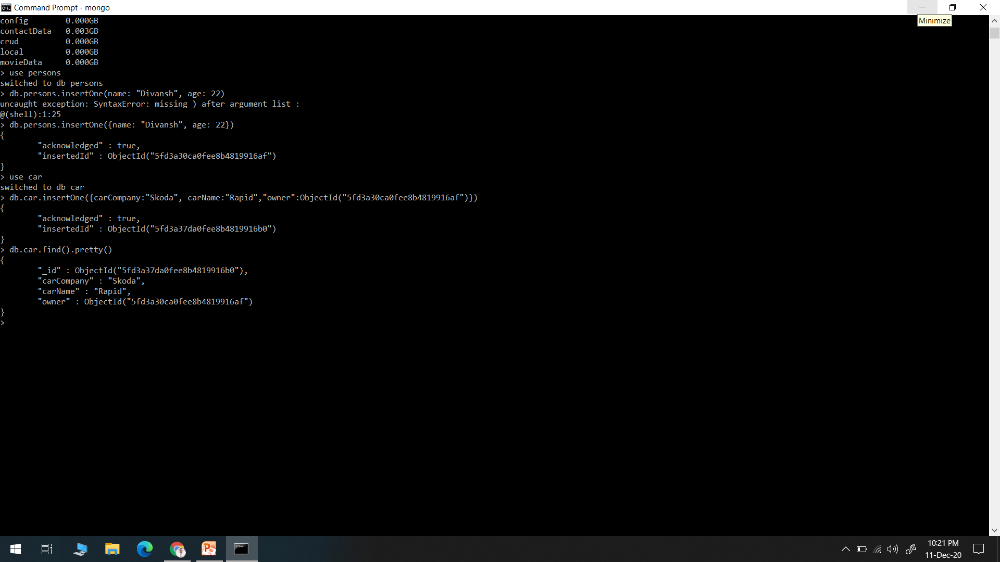 Command Prompt - mongo
Minimize
config        0.000GB
contactData   0.003GB
crud          0.000GB
local         0.000GB
movieData     0.000GB
> use persons
switched to db persons
> db.persons.insertOne(name: "Divansh", age: 22)
uncaught exception: SyntaxError: missing ) after argument list :
@(shell):1:25
> db.persons.insertOne({name: "Divansh", age: 22})
{
        "acknowledged" : true,
        "insertedId" : ObjectId("5fd3a30ca0fee8b4819916af")
}
> use car
switched to db car
> db.car.insertOne({carCompany:"Skoda", carName:"Rapid","owner":ObjectId("5fd3a30ca0fee8b4819916af")})
{
        "acknowledged" : true,
        "insertedId" : ObjectId("5fd3a37da0fee8b4819916b0")
}
> db.car.find().pretty()
{
        "_id" : ObjectId("5fd3a37da0fee8b4819916b0"),
        "carCompany" : "Skoda",
        "carName" : "Rapid",
        "owner" : ObjectId("5fd3a30ca0fee8b4819916af")
}
>
10:21 PM
11-Dec-20